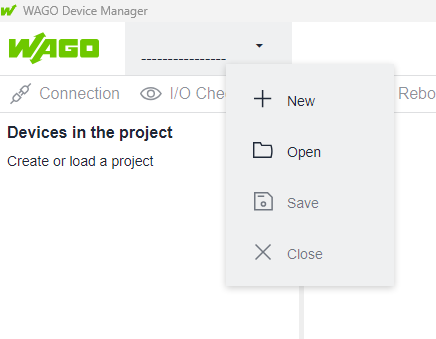 WAGO Device Manager
WAGO
Connection
I/O Che
Rebo
New
Open
Save
Close
Devices in the project
Create or load a project